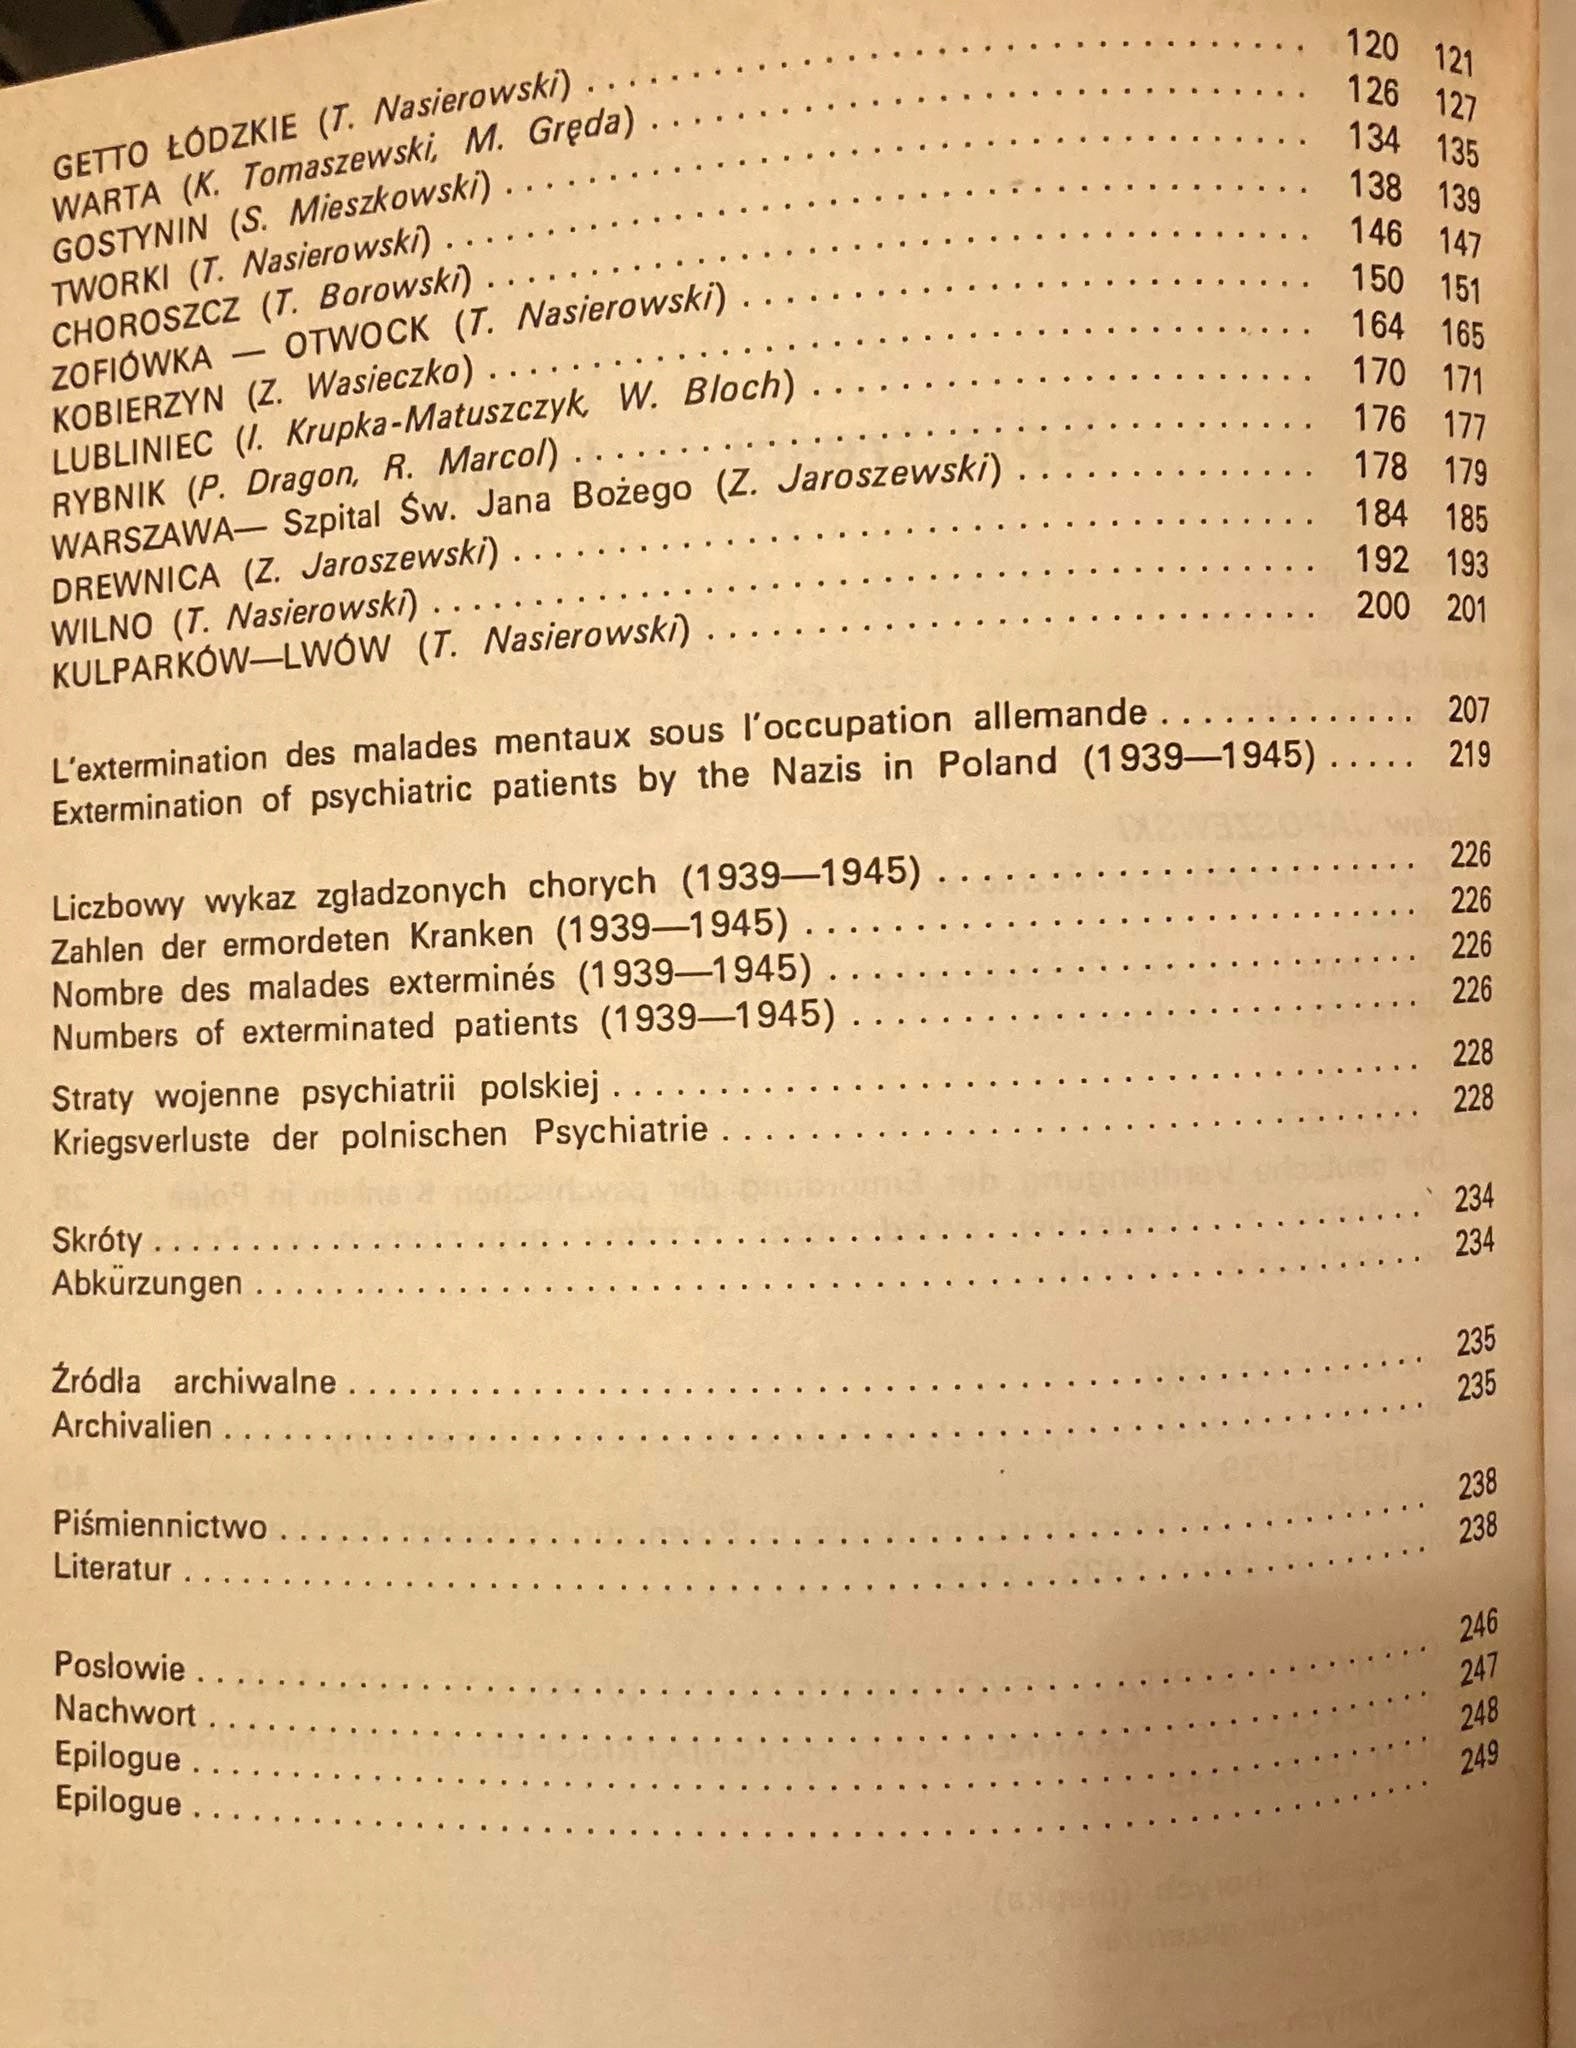 GETTO ŁÓDZKIE (T. Nasierowski) . . . . . . . . . . . . . . . . . . . . 120 121
WARTA (K. Tomaszewski, M. Gręda) . . . . . . . . . . . . . . . . . . . . 126 127
GOSTYNIN (S. Mieszkowski) . . . . . . . . . . . . . . . . . . . . 134 135
TWORKI (T. Nasierowski) . . . . . . . . . . . . . . . . . . . . 138 139
CHOROSZCZ (T. Borowski) . . . . . . . . . . . . . . . . . . . . 146 147
ZOFIÓWKA — OTWOCK (T. Nasierowski) . . . . . . . . . . . . . . . . . . . . 150 151
KOBIERZYN (Z. Wasieczko) . . . . . . . . . . . . . . . . . . . . 164 165
LUBLINIEC (I. Krupka-Matuszczyk, W. Bloch) . . . . . . . . . . . . . . . . . . . . 170 171
RYBNIK (P. Dragon, R. Marcol) . . . . . . . . . . . . . . . . . . . . 176 177
WARSZAWA— Szpital Św. Jana Bożego (Z. Jaroszewski) . . . . . . . . . . . . 178 179
DREWNICA (Z. Jaroszewski) . . . . . . . . . . . . . . . . . . . . 184 185
WILNO (T. Nasierowski) . . . . . . . . . . . . . . . . . . . . 192 193
KULPARKÓW—LWÓW (T. Nasierowski) . . . . . . . . . . . . . . . . . . . . 200 201
L'extermination des malades mentaux sous l'occupation allemande . . . . . . . . . . 207
Extermination of psychiatric patients by the Nazis in Poland (1939—1945) . . . . . 219
Liczbowy wykaz zgładzonych chorych (1939—1945) . . . . . . . . . . . . . . . . . . 226
Zahlen der ermordeten Kranken (1939—1945) . . . . . . . . . . . . . . . . . . . . 226
Nombre des malades exterminés (1939—1945) . . . . . . . . . . . . . . . . . . . . 226
Numbers of exterminated patients (1939—1945) . . . . . . . . . . . . . . . . . . . . 226
Straty wojenne psychiatrii polskiej . . . . . . . . . . . . . . . . . . . . 228
Kriegsverluste der polnischen Psychiatrie . . . . . . . . . . . . . . . . . . . . 228
Skróty . . . . . . . . . . . . . . . . . . . . 234
Abkürzungen . . . . . . . . . . . . . . . . . . . . 234
Źródła archiwalne . . . . . . . . . . . . . . . . . . . . 235
Archivalien . . . . . . . . . . . . . . . . . . . . 235
Piśmiennictwo . . . . . . . . . . . . . . . . . . . . 238
Literatur . . . . . . . . . . . . . . . . . . . . 238
Posłowie . . . . . . . . . . . . . . . . . . . . 246
Nachwort . . . . . . . . . . . . . . . . . . . . 247
Epilogue . . . . . . . . . . . . . . . . . . . . 248
Epilogue . . . . . . . . . . . . . . . . . . . . 249